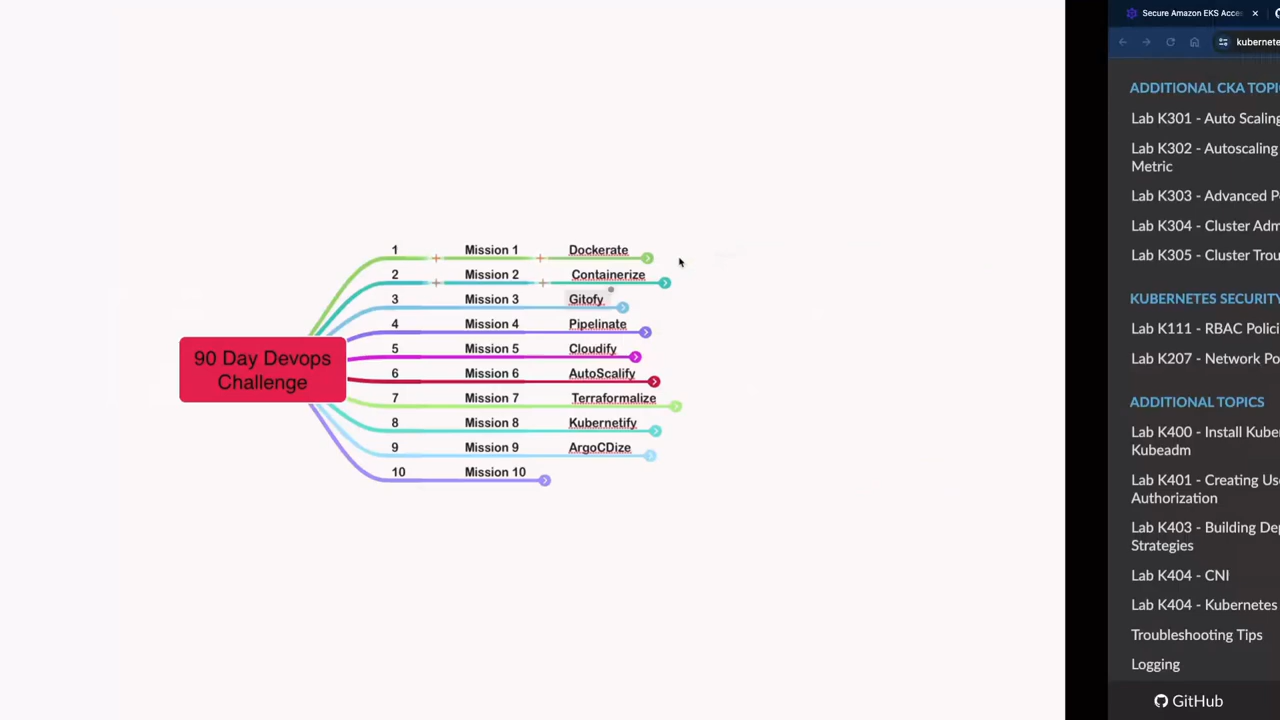 90 Day Devops
Challenge
1 Mission 1 Dockerate
2 Mission 2 Containerize
3 Mission 3 Gitofy
4 Mission 4 Pipelinate
5 Mission 5 Cloudify
6 Mission 6 AutoScalify
7 Mission 7 Terraformalize
8 Mission 8 Kubernetify
9 Mission 9 ArgoCDize
10 Mission 10
Secure Amazon EKS Acce
kubernete
ADDITIONAL CKA TOPI
Lab K301 - Auto Scaling
Lab K302 - Autoscaling
Metric
Lab K303 - Advanced P
Lab K304 - Cluster Adm
Lab K305 - Cluster Trou
KUBERNETES SECURITY
Lab K111 - RBAC Polici
Lab K207 - Network Po
ADDITIONAL TOPICS
Lab K400 - Install Kube
Kubeadm
Lab K401 - Creating Use
Authorization
Lab K403 - Building Dep
Strategies
Lab K404 - CNI
Lab K404 - Kubernetes
Troubleshooting Tips
Logging
GitHub